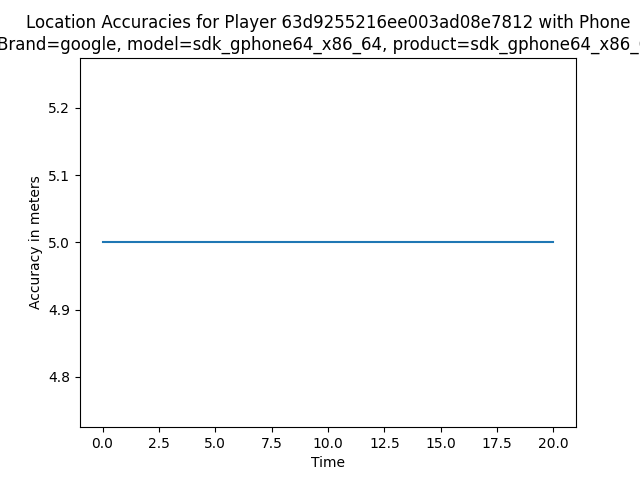 Location Accuracies for Player 63d9255216ee003ad08e7812 with Phone
Brand=google, model=sdk_gphone64_x86_64, product=sdk_gphone64_x86_
5.2
5.1
5.0
4.9
4.8
Accuracy in meters
0.0 2.5 5.0 7.5 10.0 12.5 15.0 17.5 20.0
Time